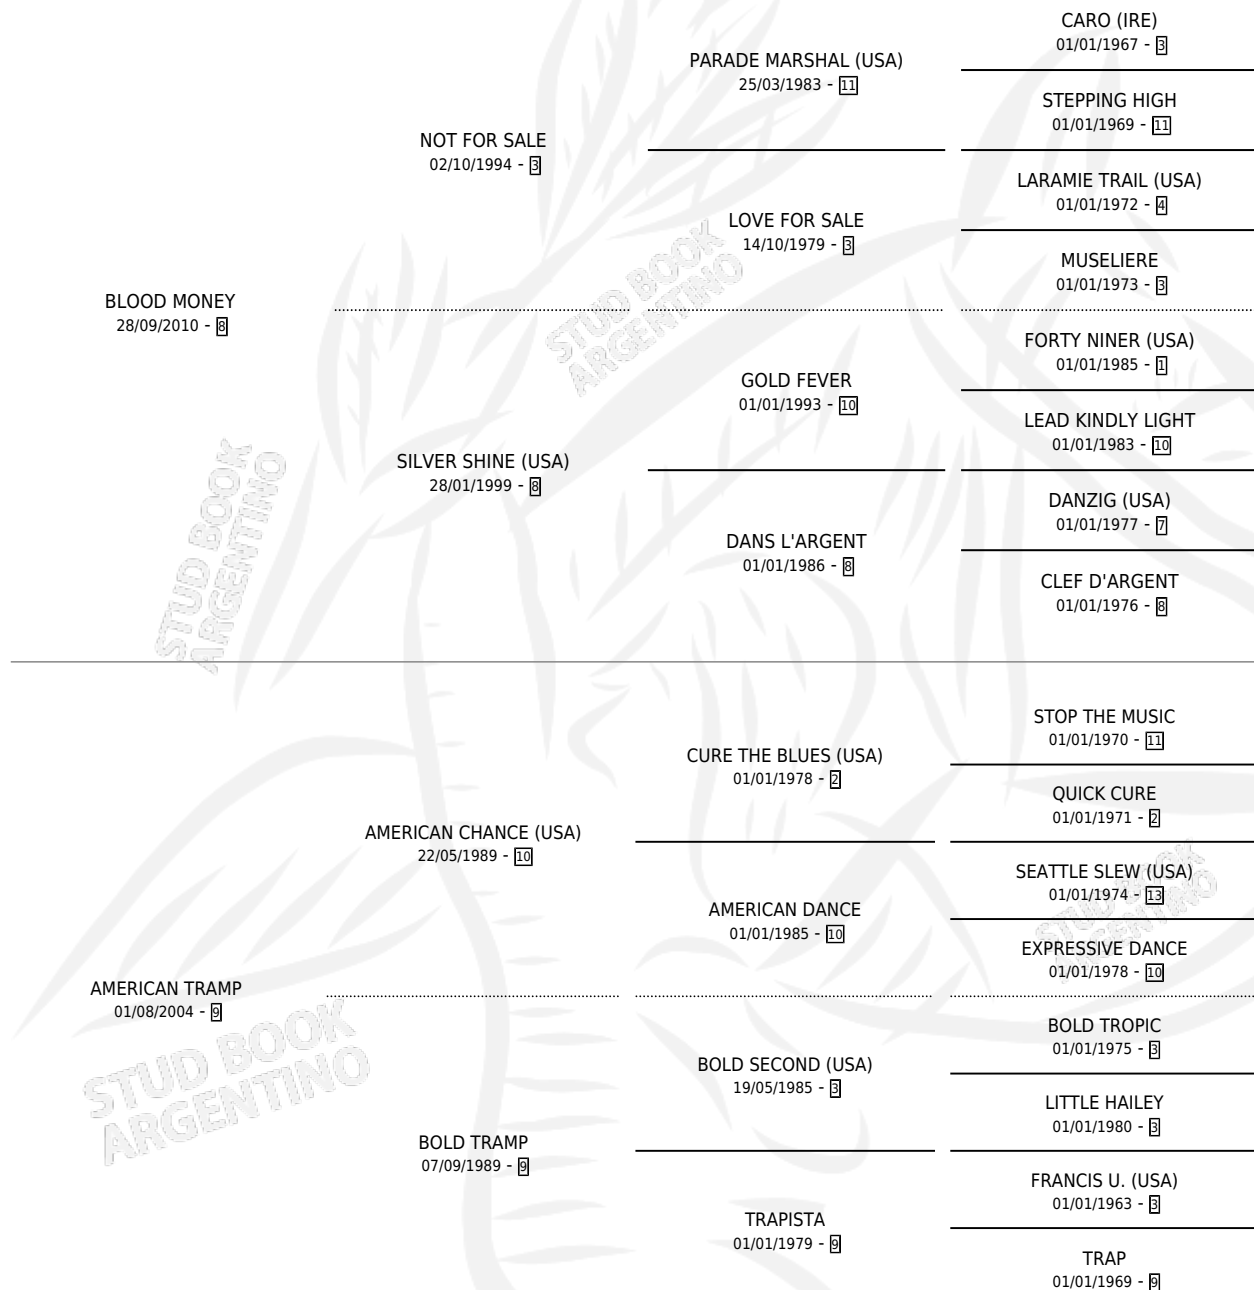 CARO (IRE)
01/01/1967 - 3
PARADE MARSHAL (USA)
25/03/1983 - 11
STEPPING HIGH
01/01/1969 - 11
NOT FOR SALE
02/10/1994 - 3
LARAMIE TRAIL (USA)
01/01/1972 - 4
LOVE FOR SALE
14/10/1979 - 3
MUSELIERE
01/01/1973 - 3
BLOOD MONEY
28/09/2010 - 8
STUD BOOK
ARGENTINO
FORTY NINER (USA)
01/01/1985 - 1
GOLD FEVER
01/01/1993 - 10
LEAD KINDLY LIGHT
01/01/1983 - 10
SILVER SHINE (USA)
28/01/1999 - 8
DANZIG (USA)
01/01/1977 - 7
DANS L'ARGENT
01/01/1986 - 8
CLEF D'ARGENT
01/01/1976 - 8
STUD BOOK
ARGENTINO
STOP THE MUSIC
01/01/1970 - 11
CURE THE BLUES (USA)
01/01/1978 - 2
QUICK CURE
01/01/1971 - 2
AMERICAN CHANCE (USA)
22/05/1989 - 10
SEATTLE SLEW (USA)
01/01/1974 - 13
STUD BOOK
ARGENTINO
AMERICAN DANCE
01/01/1985 - 10
EXPRESSIVE DANCE
01/01/1978 - 10
AMERICAN TRAMP
01/08/2004 - 9
STUD BOOK
ARGENTINO
BOLD TROPIC
01/01/1975 - 3
BOLD SECOND (USA)
19/05/1985 - 3
LITTLE HAILEY
01/01/1980 - 3
BOLD TRAMP
07/09/1989 - 9
FRANCIS U. (USA)
01/01/1963 - 3
TRAPISTA
01/01/1979 - 9
TRAP
01/01/1969 - 9